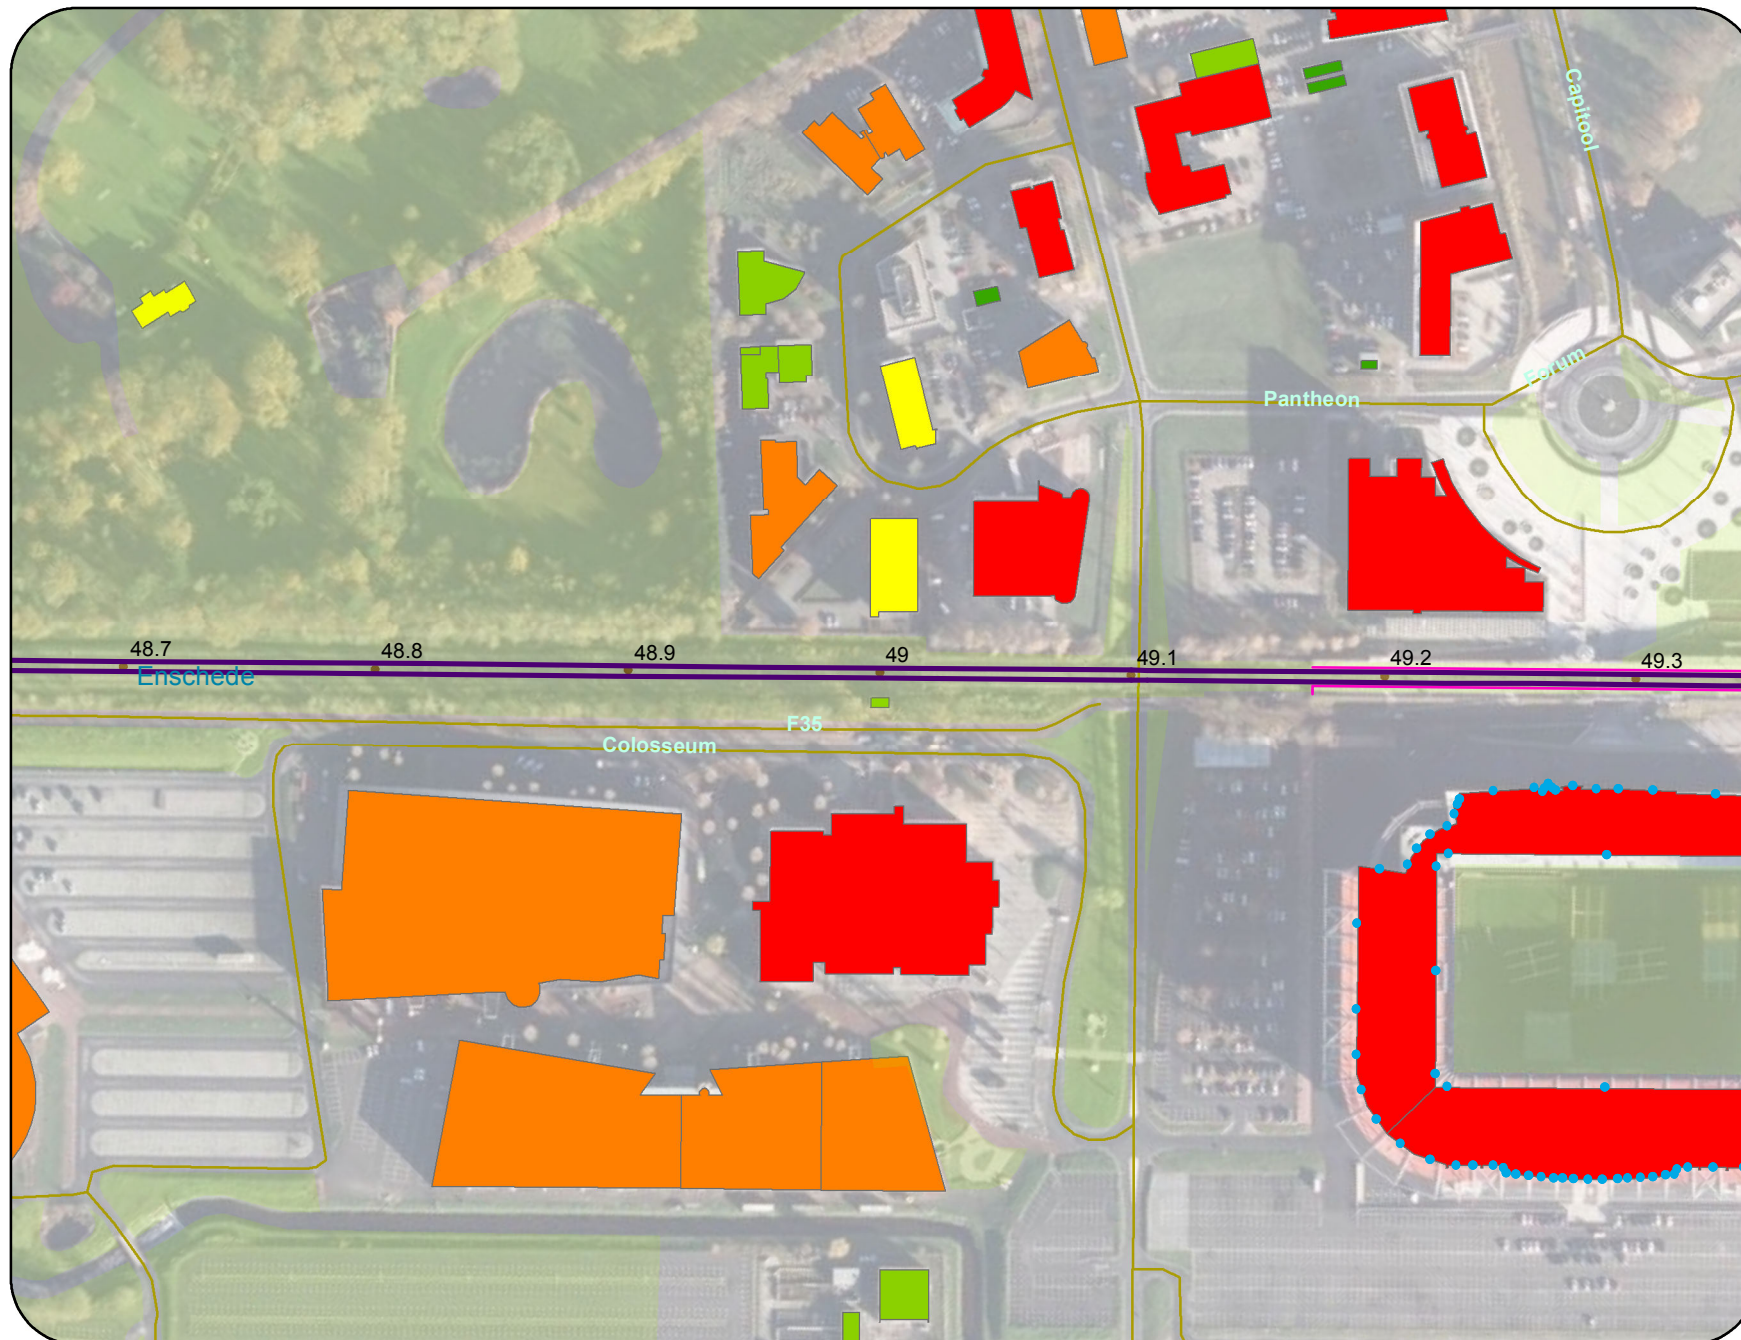 Capitool
Forum
Pantheon
48.7
48.8
48.9
49
49.1
49.2
49.3
Enschede
F35
Colosseum